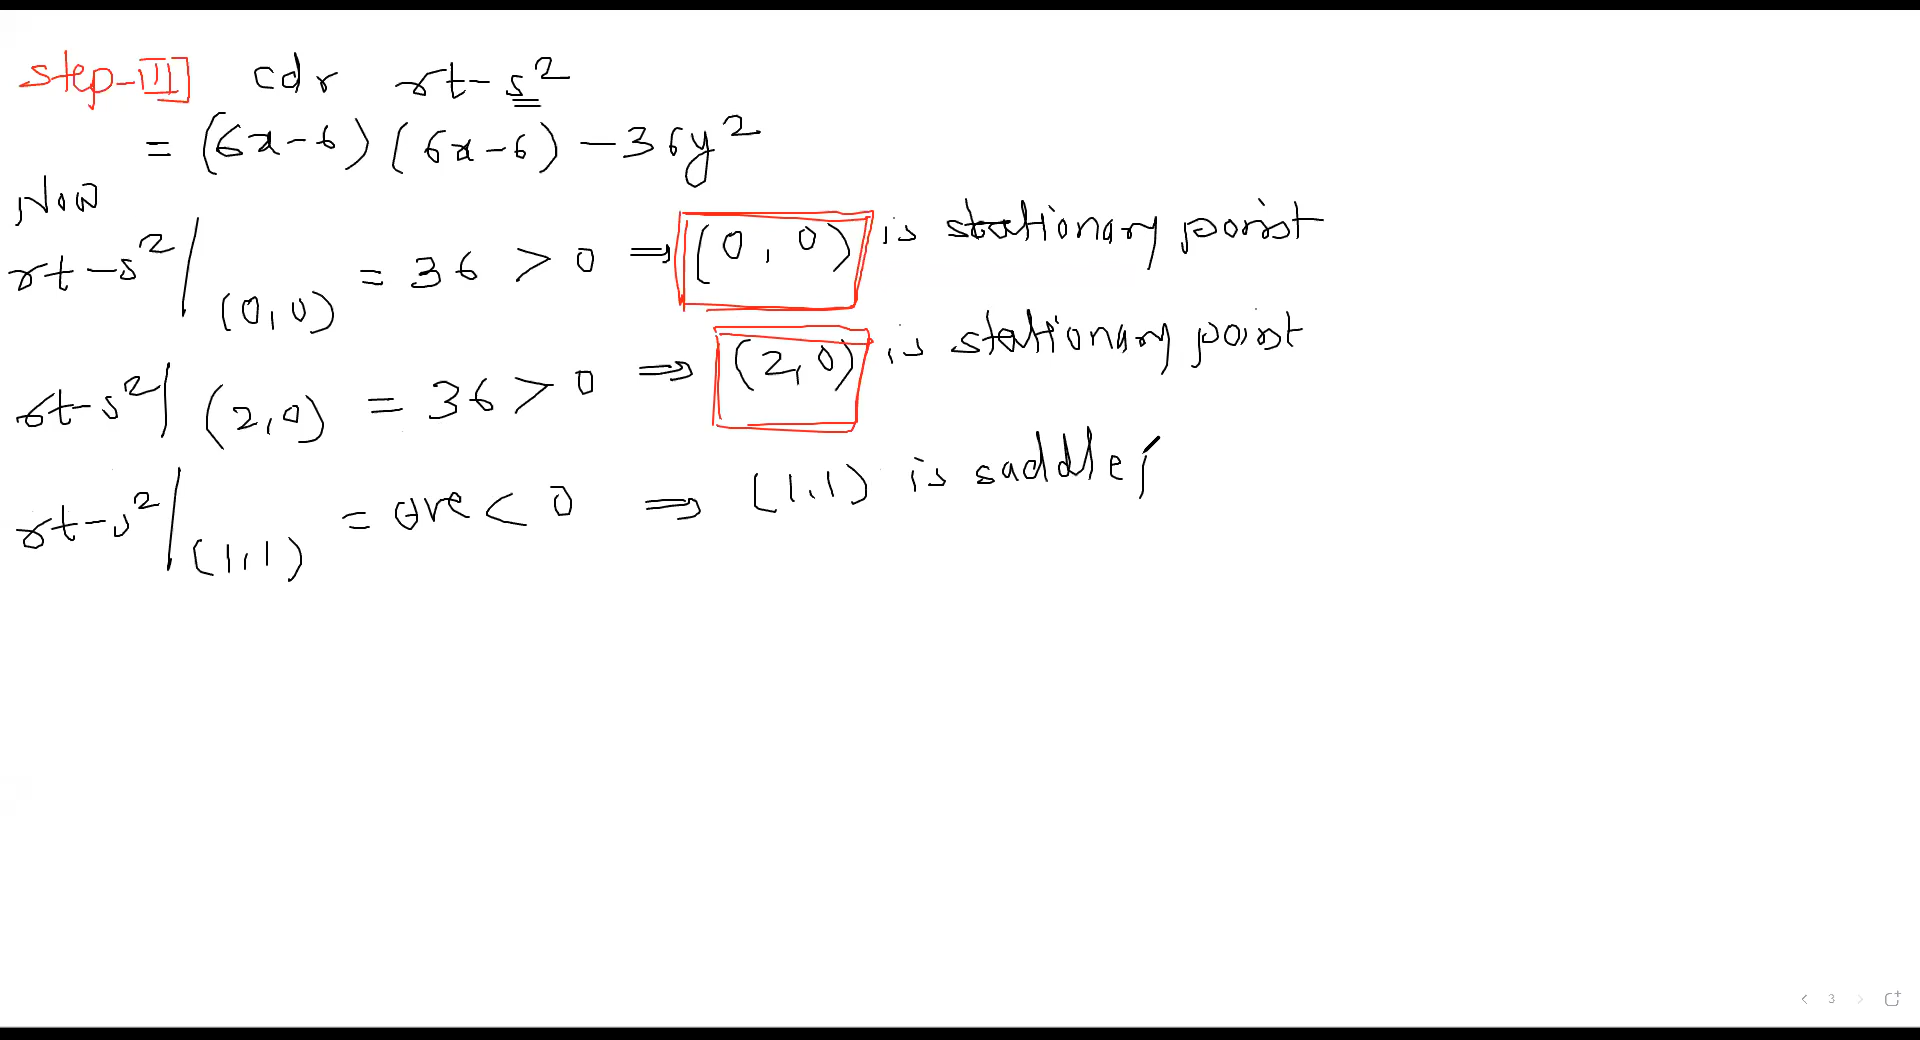 step-III cdr rt-s²
= (6x-6) (6x-6) - 36y²
Now
rt-s²|(0,0) = 36 > 0 ⇒ (0, 0) is stationary point
rt-s²|(2,0) = 36 > 0 ⇒ (2,0) is stationary point
rt-s²|(1,1) = ⊖ve < 0 ⇒ (1,1) is saddle
3